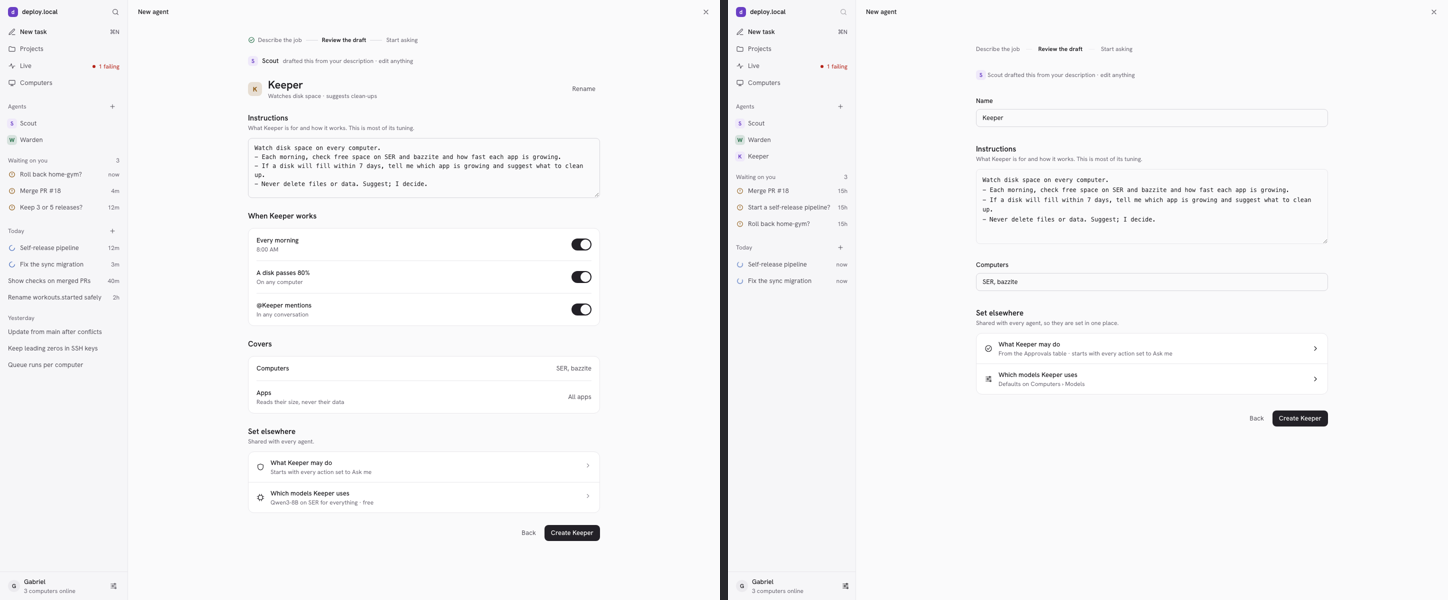 d deploy.local
New task ⌘N
Projects
Live 1 failing
Computers
Agents +
S Scout
W Warden
Waiting on you 3
Roll back home-gym? now
Merge PR #18 4m
Keep 3 or 5 releases? 12m
Today +
Self-release pipeline 12m
Fix the sync migration 3m
Show checks on merged PRs 40m
Rename workouts.started safely 2h
Yesterday
Update from main after conflicts
Keep leading zeros in SSH keys
Queue runs per computer
G Gabriel
3 computers online
New agent
Describe the job Review the draft Start asking
S Scout drafted this from your description · edit anything
K Keeper
Watches disk space · suggests clean-ups
Rename
Instructions
What Keeper is for and how it works. This is most of its tuning.
Watch disk space on every computer.
- Each morning, check free space on SER and bazzite and how fast each app is growing.
- If a disk will fill within 7 days, tell me which app is growing and suggest what to clean
up.
- Never delete files or data. Suggest; I decide.
When Keeper works
Every morning
8:00 AM
A disk passes 80%
On any computer
@Keeper mentions
In any conversation
Covers
Computers SER, bazzite
Apps
Reads their size, never their data
All apps
Set elsewhere
Shared with every agent.
What Keeper may do
Starts with every action set to Ask me
Which models Keeper uses
Qwen3-8B on SER for everything · free
Back Create Keeper
d deploy.local
New task ⌘N
Projects
Live 1 failing
Computers
Agents +
S Scout
W Warden
K Keeper
Waiting on you 3
Merge PR #18 15h
Start a self-release pipeline? 15h
Roll back home-gym? 15h
Today +
Self-release pipeline now
Fix the sync migration now
G Gabriel
3 computers online
New agent
Describe the job Review the draft Start asking
S Scout drafted this from your description · edit anything
Name
Keeper
Instructions
What Keeper is for and how it works. This is most of its tuning.
Watch disk space on every computer.
- Each morning, check free space on SER and bazzite and how fast each app is growing.
- If a disk will fill within 7 days, tell me which app is growing and suggest what to clean
up.
- Never delete files or data. Suggest; I decide.
Computers
SER, bazzite
Set elsewhere
Shared with every agent, so they are set in one place.
What Keeper may do
From the Approvals table · starts with every action set to Ask me
Which models Keeper uses
Defaults on Computers › Models
Back Create Keeper